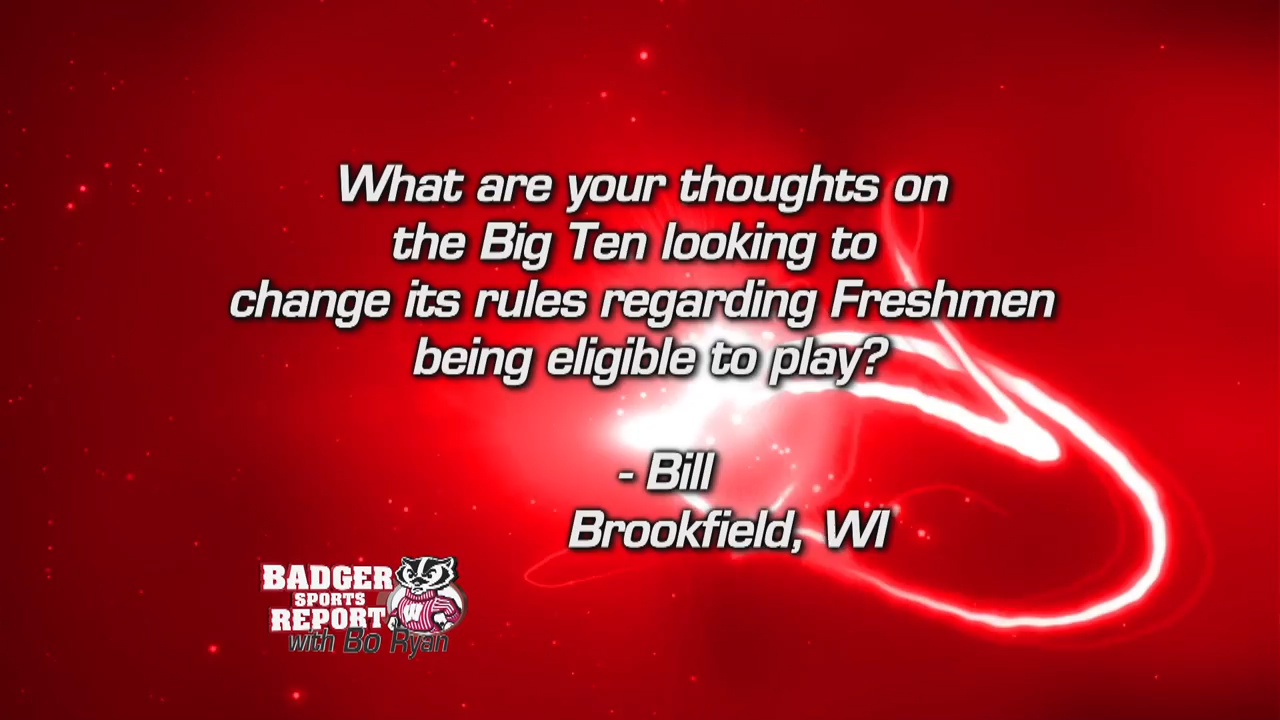 What are your thoughts on
the Big Ten looking to
change its rules regarding Freshmen
being eligible to play?
- Bill
Brookfield, WI
BADGER
SPORTS
REPORT
W
with Bo Ryan